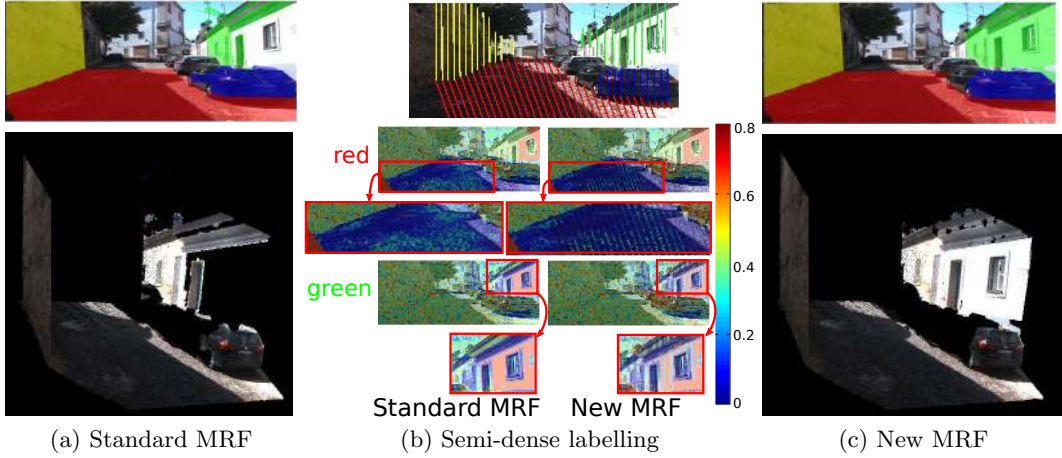 red
green
0.8
0.6
0.4
0.2
0
Standard MRF
New MRF
(a) Standard MRF
(b) Semi-dense labelling
(c) New MRF